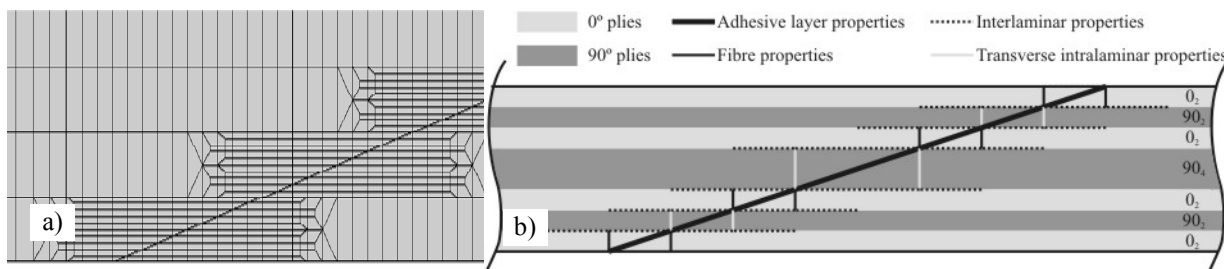 0º plies
Adhesive layer properties
Interlaminar properties
90º plies
Fibre properties
Transverse intralaminar properties
0₂
90₂
0₂
90₄
0₂
90₂
0₂
a)
b)